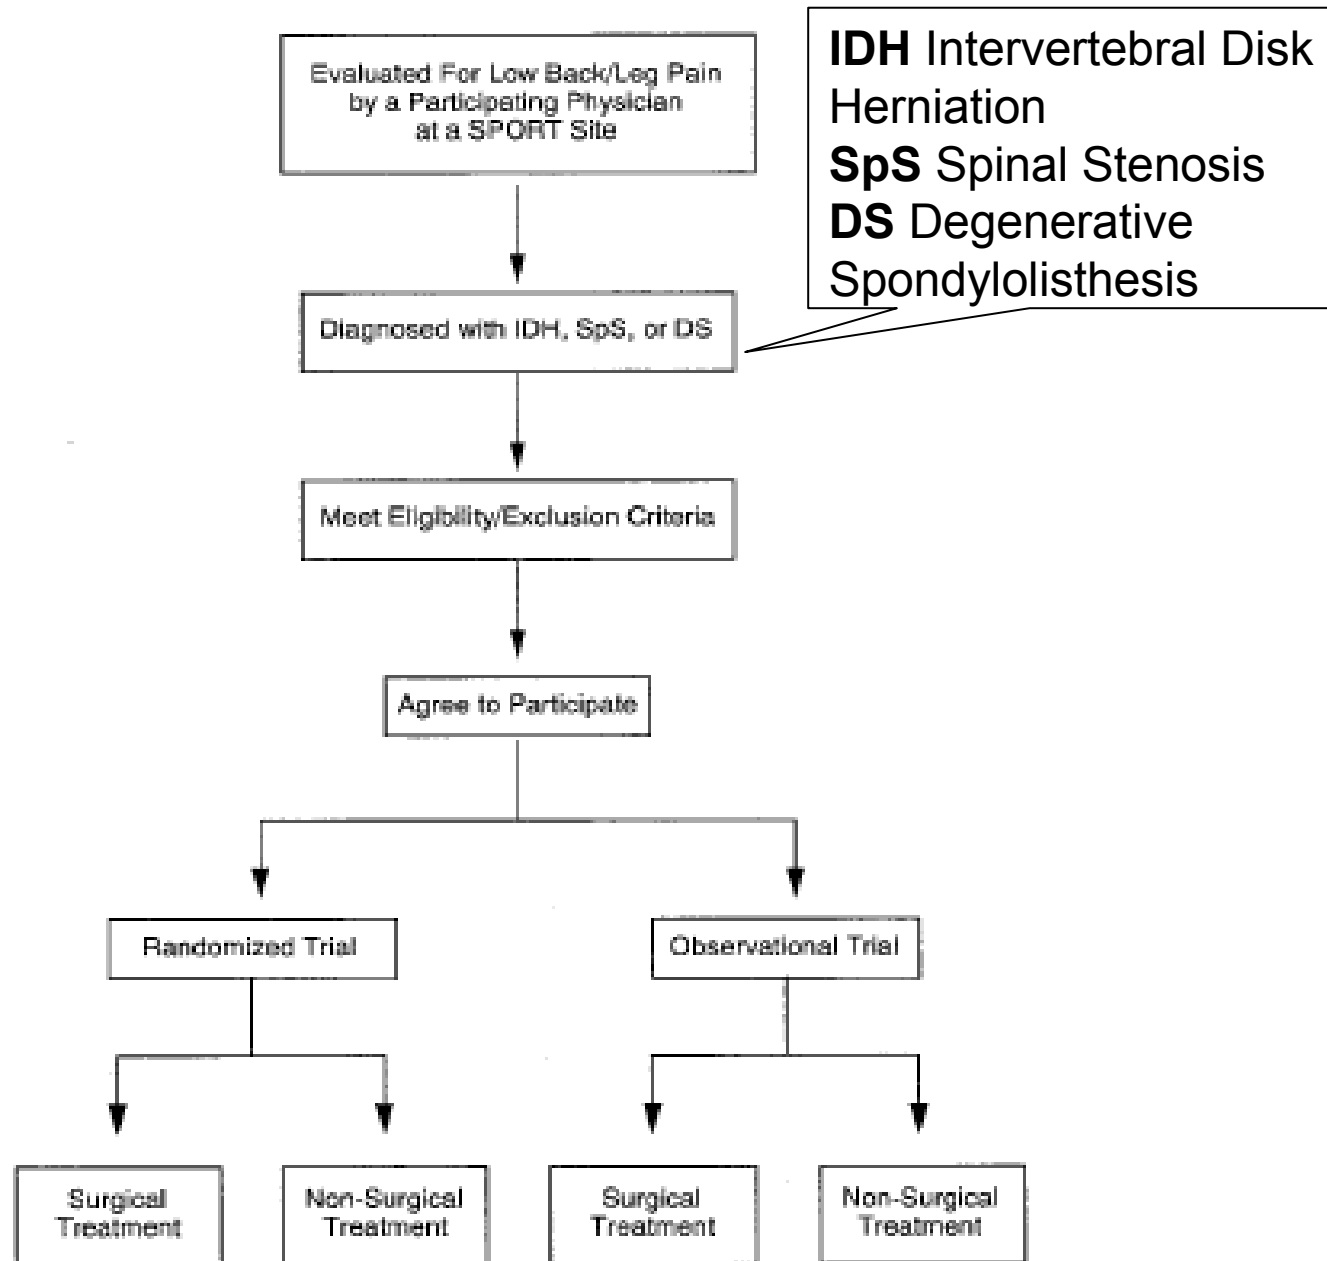 Evaluated For Low Back/Leg Pain
by a Participating Physician
at a SPORT Site
IDH Intervertebral Disk
Herniation
SpS Spinal Stenosis
DS Degenerative
Spondylolisthesis
Diagnosed with IDH, SpS, or DS
Meet Eligibility/Exclusion Criteria
Agree to Participate
Randomized Trial
Observational Trial
Surgical
Treatment
Non-Surgical
Treatment
Surgical
Treatment
Non-Surgical
Treatment